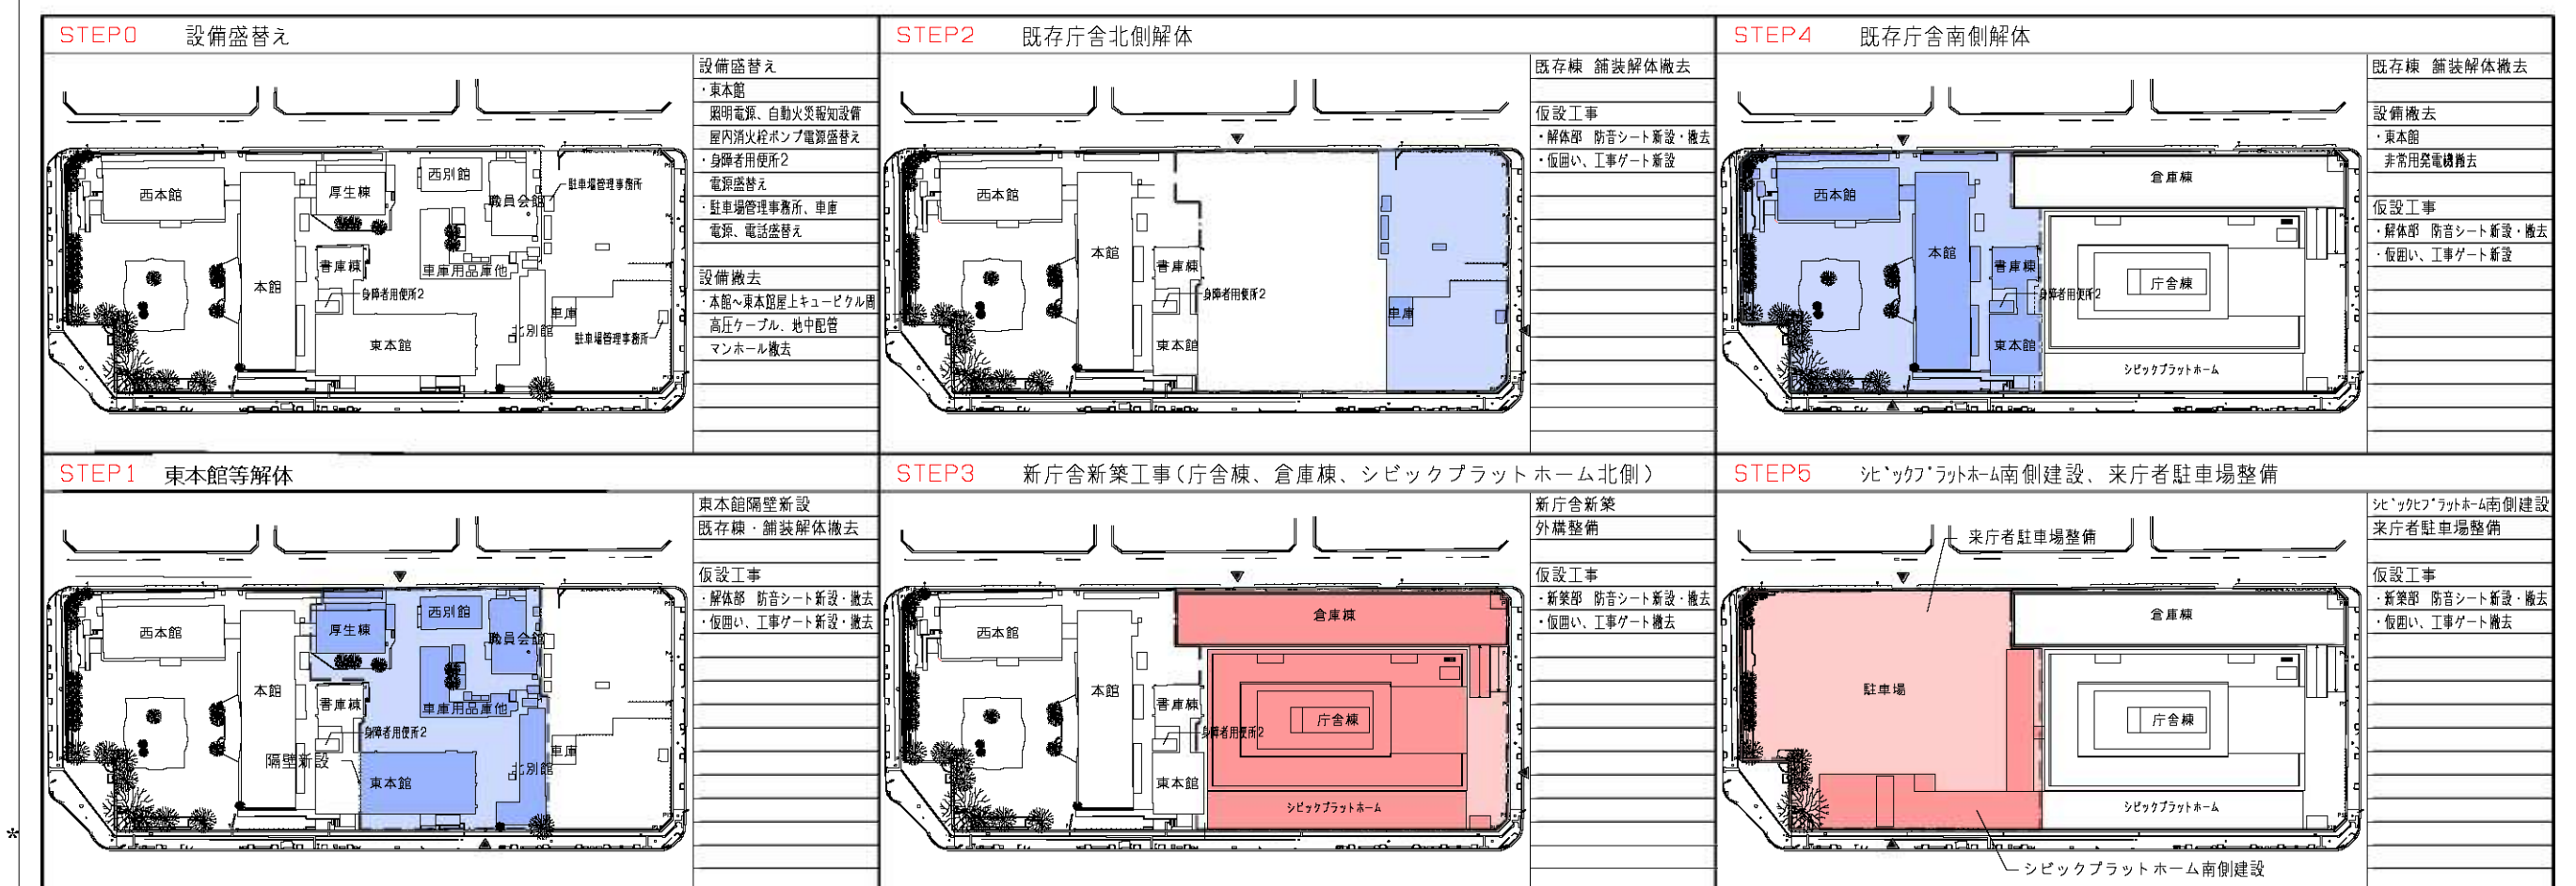 STEP0 設備盛替え
設備盛替え
・東本館
照明電源、自動火災報知設備
屋内消火栓ポンプ電源盛替え
・身障者用便所2
電源盛替え
・駐車場管理事務所、車庫
電源、電話盛替え
設備撤去
・本館～東本館屋上キュービクル間
高圧ケーブル、地中配管
マンホール撤去
西本館
厚生棟
西別館
職員会館
駐車場管理事務所
本館
書庫棟
車庫用品庫他
身障者用便所2
東本館
北別館
車庫
駐車場管理事務所
STEP2 既存庁舎北側解体
既存棟 舗装解体撤去
仮設工事
・解体部 防音シート新設・撤去
・仮囲い、工事ゲート新設
西本館
本館
書庫棟
身障者用便所2
東本館
車庫
STEP4 既存庁舎南側解体
既存棟 舗装解体撤去
設備撤去
・東本館
非常用発電機撤去
仮設工事
・解体部 防音シート新設・撤去
・仮囲い、工事ゲート新設
西本館
倉庫棟
本館
書庫棟
庁舎棟
身障者用便所2
東本館
シビックプラットホーム
STEP1 東本館等解体
東本館隔壁新設
既存棟・舗装解体撤去
仮設工事
・解体部 防音シート新設・撤去
・仮囲い、工事ゲート新設・撤去
西本館
厚生棟
西別館
職員会館
本館
書庫棟
車庫用品庫他
身障者用便所2
隔壁新設
東本館
北別館
車庫
STEP3 新庁舎新築工事(庁舎棟、倉庫棟、シビックプラットホーム北側)
新庁舎新築
外構整備
仮設工事
・新築部 防音シート新設・撤去
・仮囲い、工事ゲート撤去
西本館
倉庫棟
本館
書庫棟
庁舎棟
身障者用便所2
東本館
シビックプラットホーム
STEP5 シビックプラットホーム南側建設、来庁者駐車場整備
シビックヒプラットホーム南側建設
来庁者駐車場整備
仮設工事
・新築部 防音シート新設・撤去
・仮囲い、工事ゲート撤去
来庁者駐車場整備
倉庫棟
駐車場
庁舎棟
シビックプラットホーム
シビックプラットホーム南側建設
*